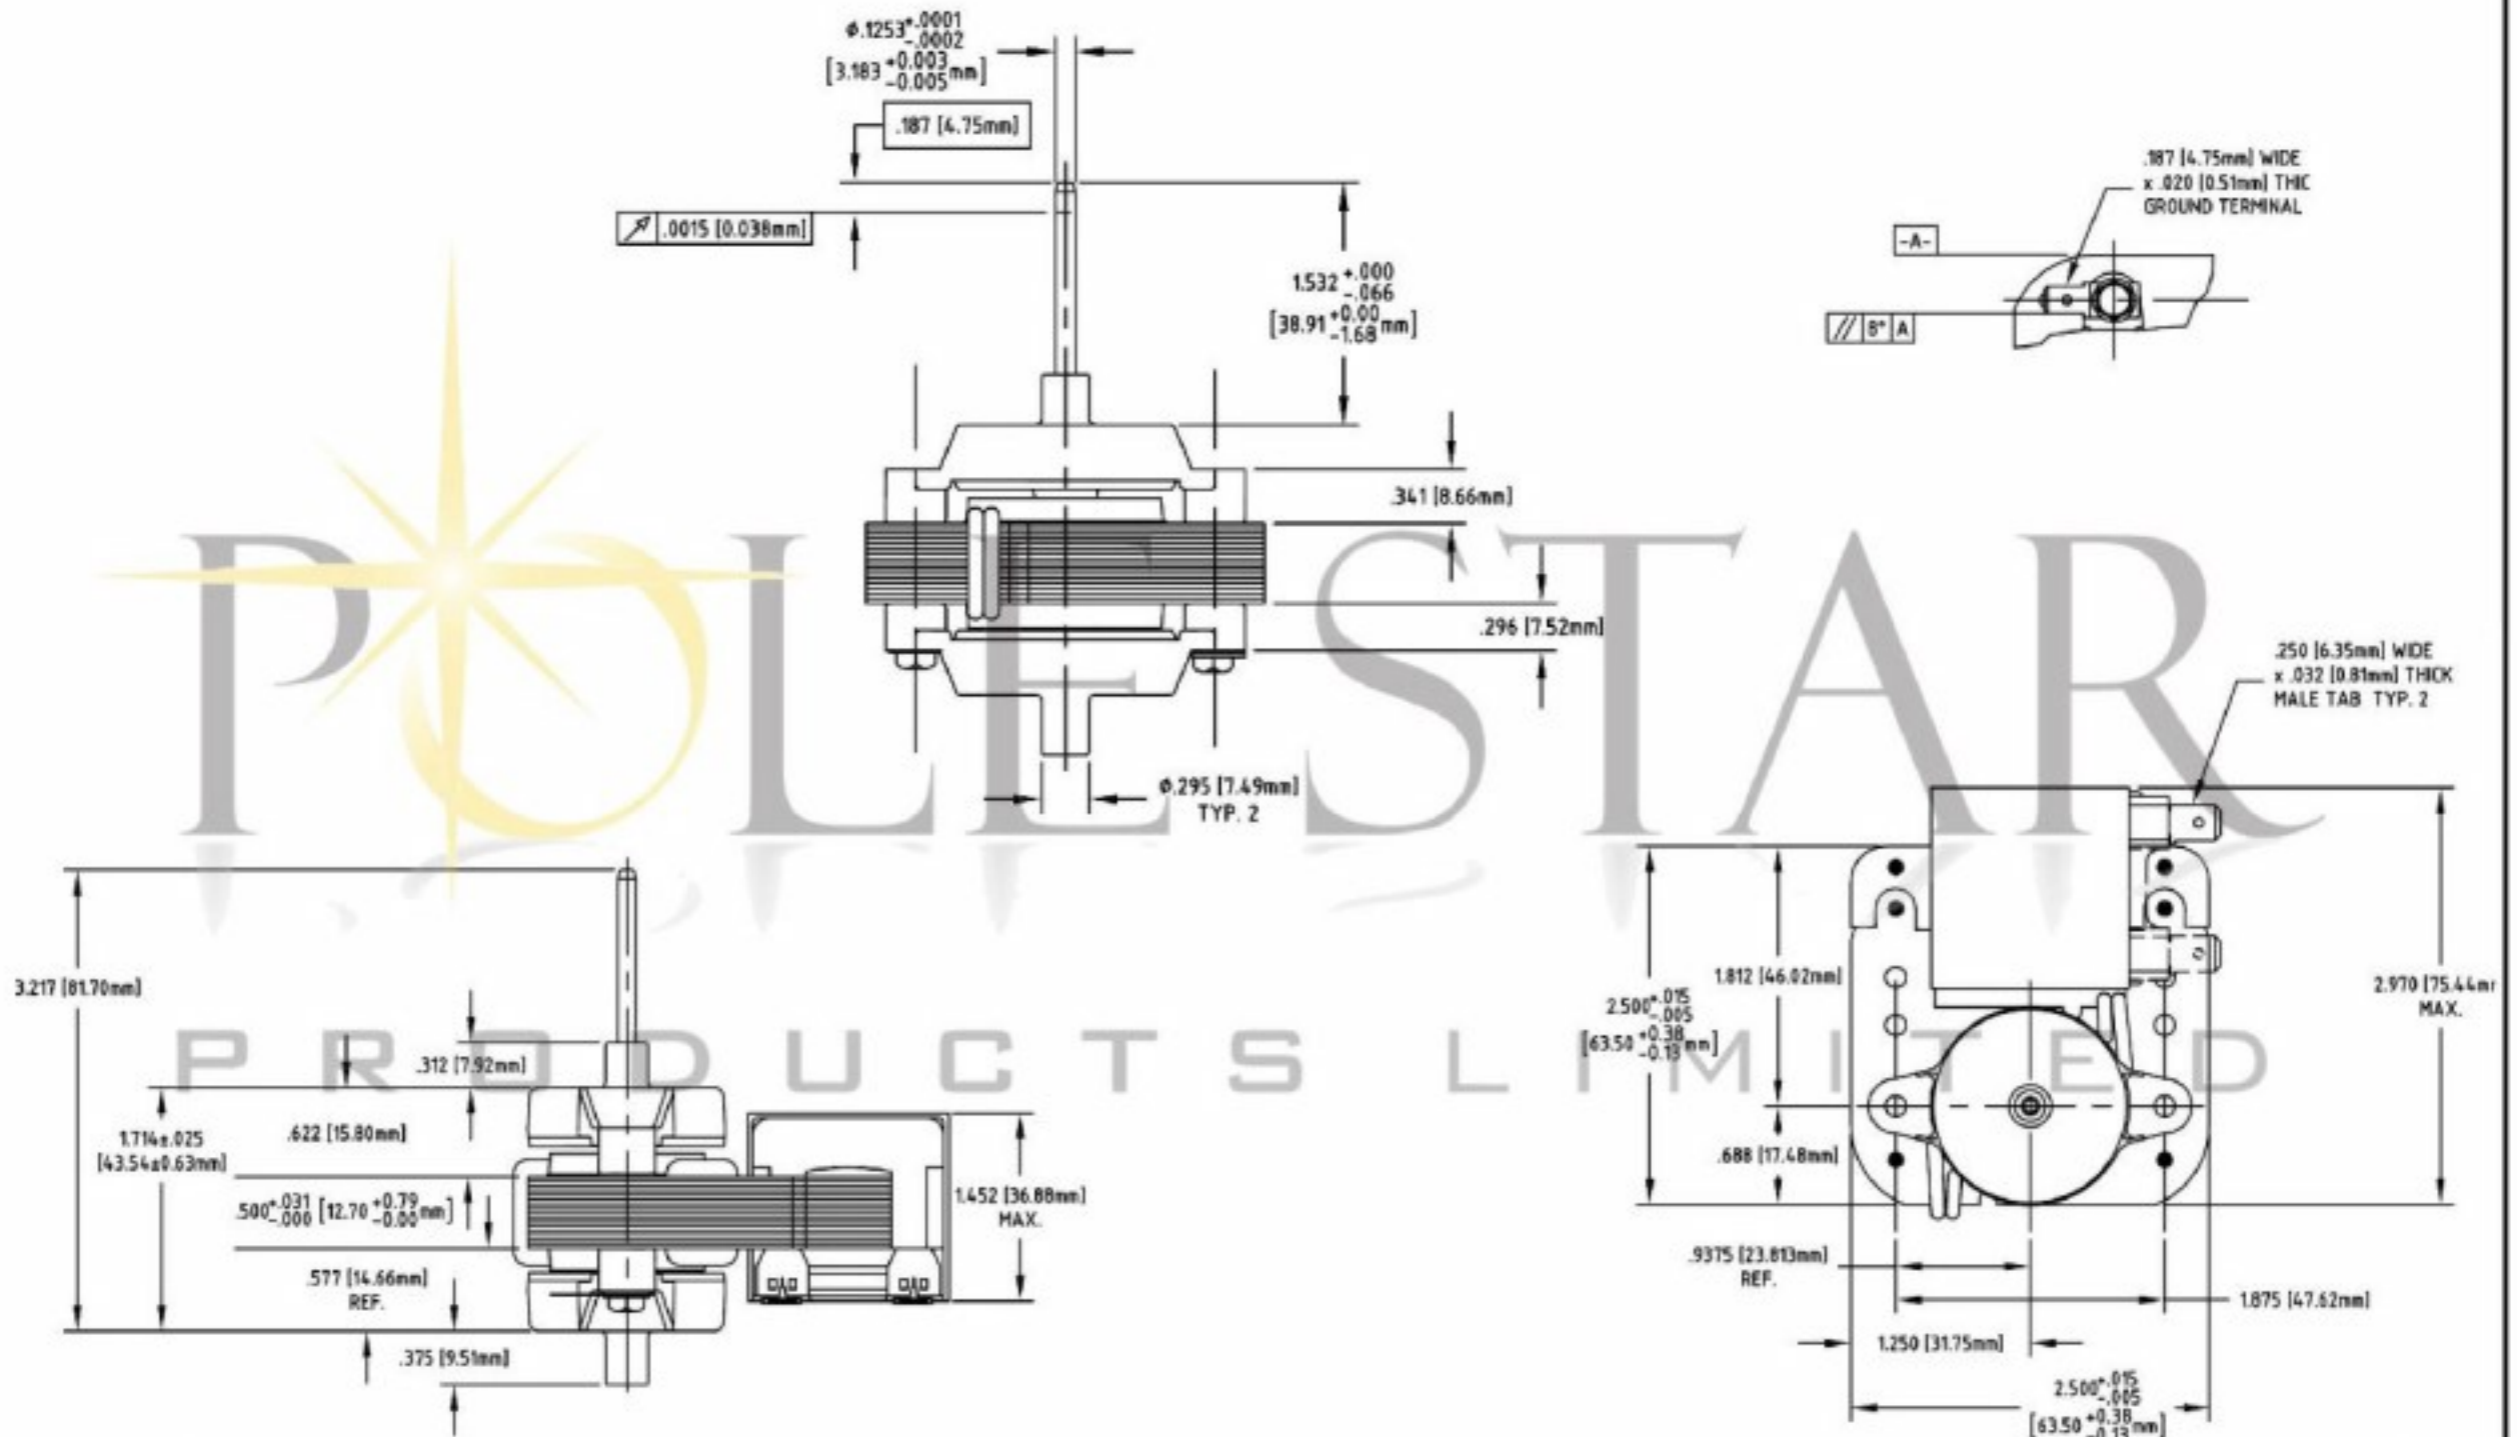 ø.1253 +.0001
-.0002
[3.183 +0.003
-0.005 mm]
.187 [4.75mm]
.0015 [0.038mm]
1.532 +.000
-.066
[38.91 +0.00
-1.68 mm]
.341 [8.66mm]
.296 [7.52mm]
ø.295 [7.49mm]
TYP. 2
.187 [4.75mm] WIDE
x .020 [0.51mm] THIC
GROUND TERMINAL
-A-
// 8° A
.250 [6.35mm] WIDE
x .032 [0.81mm] THICK
MALE TAB TYP. 2
POLE STAR
PRODUCTS LIMITED
3.217 [81.70mm]
.312 [7.92mm]
1.714±.025
[43.54±0.63mm]
.622 [15.80mm]
.500 +.031
-.000 [12.70 +0.79
-0.00 mm]
.577 [14.66mm]
REF.
.375 [9.51mm]
1.452 [36.88mm]
MAX.
1.812 [46.02mm]
2.500 +.015
-.005
[63.50 +0.38
-0.13 mm]
.688 [17.48mm]
2.970 [75.44m
MAX.
.9375 [23.813mm]
REF.
1.875 [47.62mm]
1.250 [31.75mm]
2.500 +.015
-.005
[63.50 +0.38
-0.13 mm]